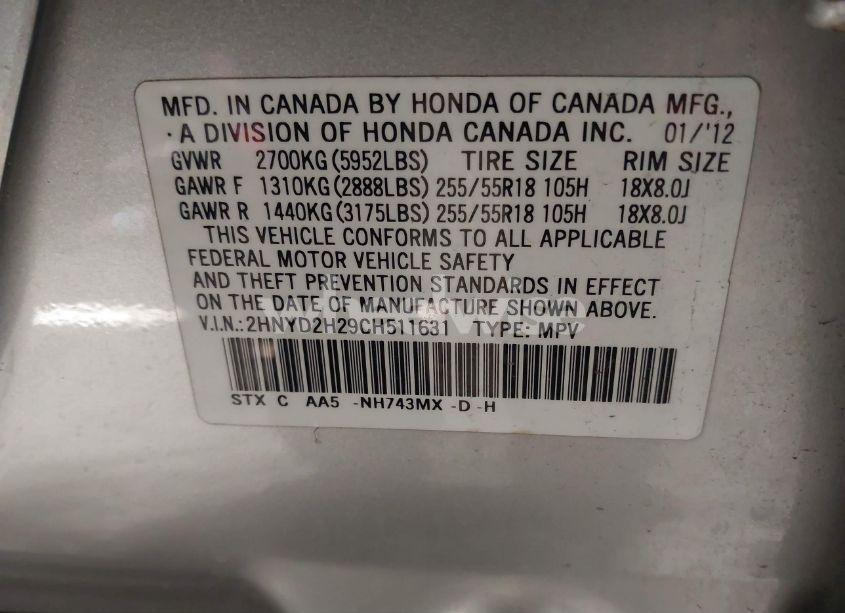 MFD. IN CANADA BY HONDA OF CANADA MFG.,
·A DIVISION OF HONDA CANADA INC. 01/'12
GVWR 2700KG(5952LBS) TIRE SIZE RIM SIZE
GAWR F 1310KG(2888LBS) 255/55R18 105H 18X8.0J
GAWR R 1440KG(3175LBS) 255/55R18 105H 18X8.0J
THIS VEHICLE CONFORMS TO ALL APPLICABLE
FEDERAL MOTOR VEHICLE SAFETY
AND THEFT PREVENTION STANDARDS IN EFFECT
ON THE DATE OF MANUFACTURE SHOWN ABOVE.
V.I.N.:2HNYD2H29CH511631 TYPE: MPV
STX C AA5 -NH743MX -D -H